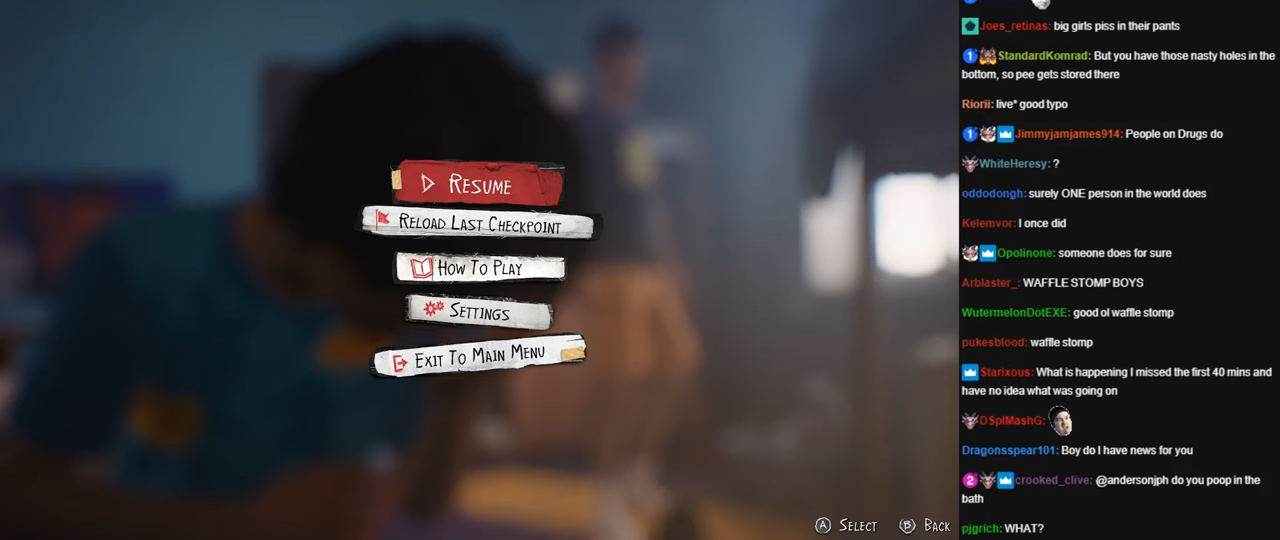 RESUME
RELOAD LAST CHECKPOINT
HOW TO PLAY
SETTINGS
EXIT TO MAIN MENU
A SELECT B BACK
Joes_retinas: big girls piss in their pants
1 StandardKomrad: But you have those nasty holes in the
bottom, so pee gets stored there
Riorii: live* good typo
1 Jimmyjamjames914: People on Drugs do
WhiteHeresy: ?
oddodongh: surely ONE person in the world does
Kelemvor: I once did
Opolinone: someone does for sure
Arblaster_: WAFFLE STOMP BOYS
WutermelonDotEXE: good ol waffle stomp
pukesblood: waffle stomp
Starixous: What is happening I missed the first 40 mins and
have no idea what was going on
DSplMashG:
Dragonsspear101: Boy do I have news for you
2 crooked_clive: @andersonjph do you poop in the
bath
pjgrich: WHAT?